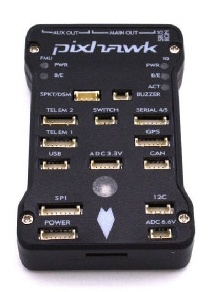 AUX OUT MAIN OUT
pixhawk
FMU IO
PWR PWR
B/E B/E
ACT
SPKT/DSM BUZZER
TELEM 2 SWITCH SERIAL 4/5
TELEM 1 GPS
USB ADC 3.3V CAN
SPI I2C
POWER ADC 6.6V